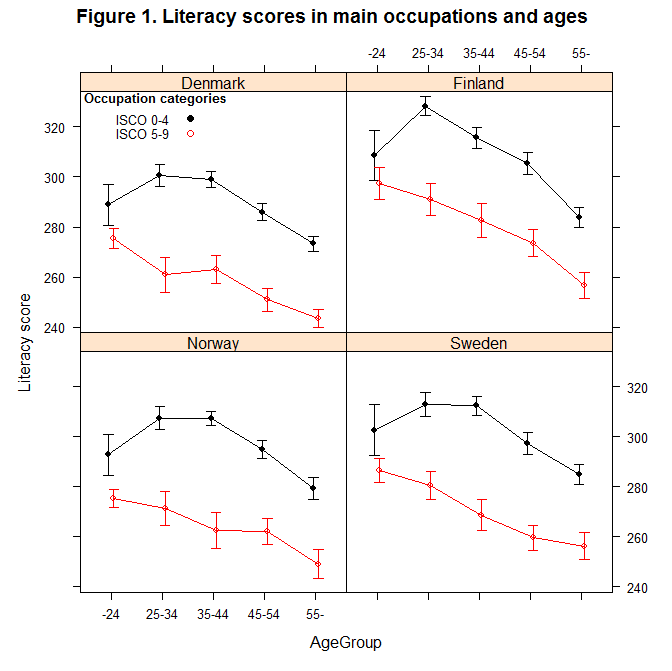 Figure 1. Literacy scores in main occupations and ages
-24 25-34 35-44 45-54 55-
Denmark Finland
Occupation categories
ISCO 0-4
ISCO 5-9
320
300
280
260
240
Literacy score
Norway Sweden
320
300
280
260
240
-24 25-34 35-44 45-54 55-
AgeGroup